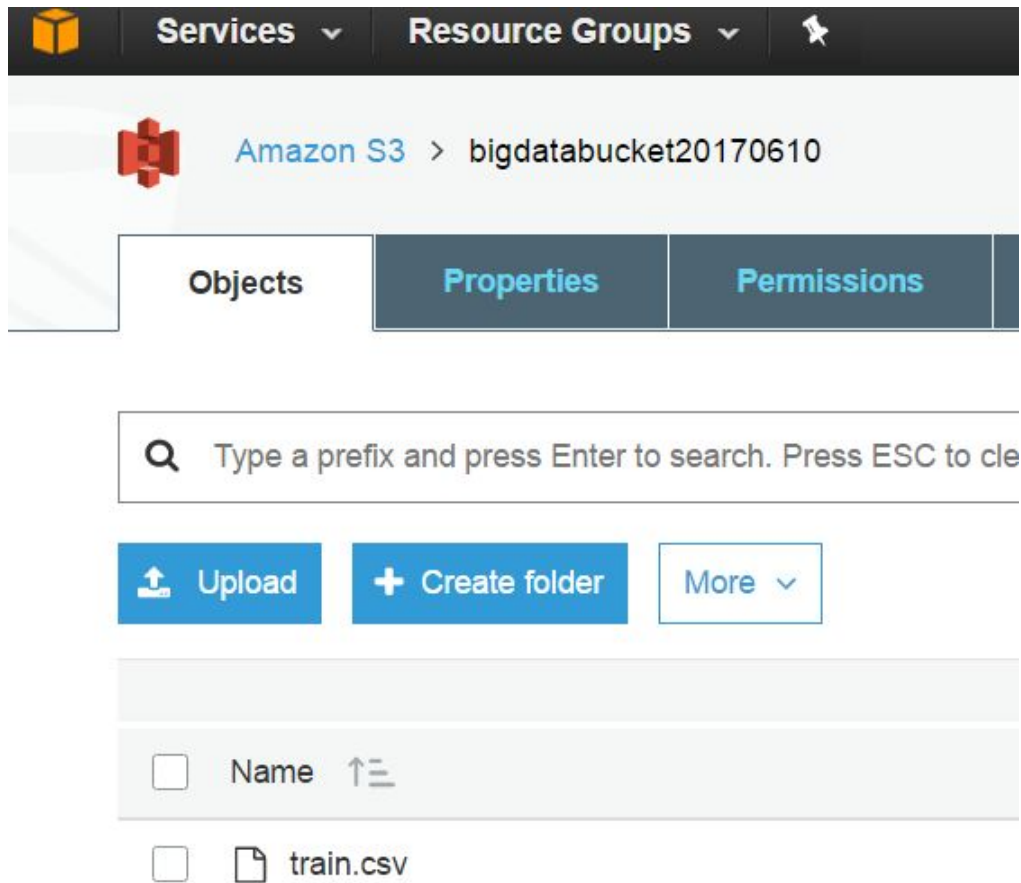 Services Resource Groups
Amazon S3 > bigdatabucket20170610
Objects Properties Permissions
Type a prefix and press Enter to search. Press ESC to cle
Upload + Create folder More
Name
train.csv